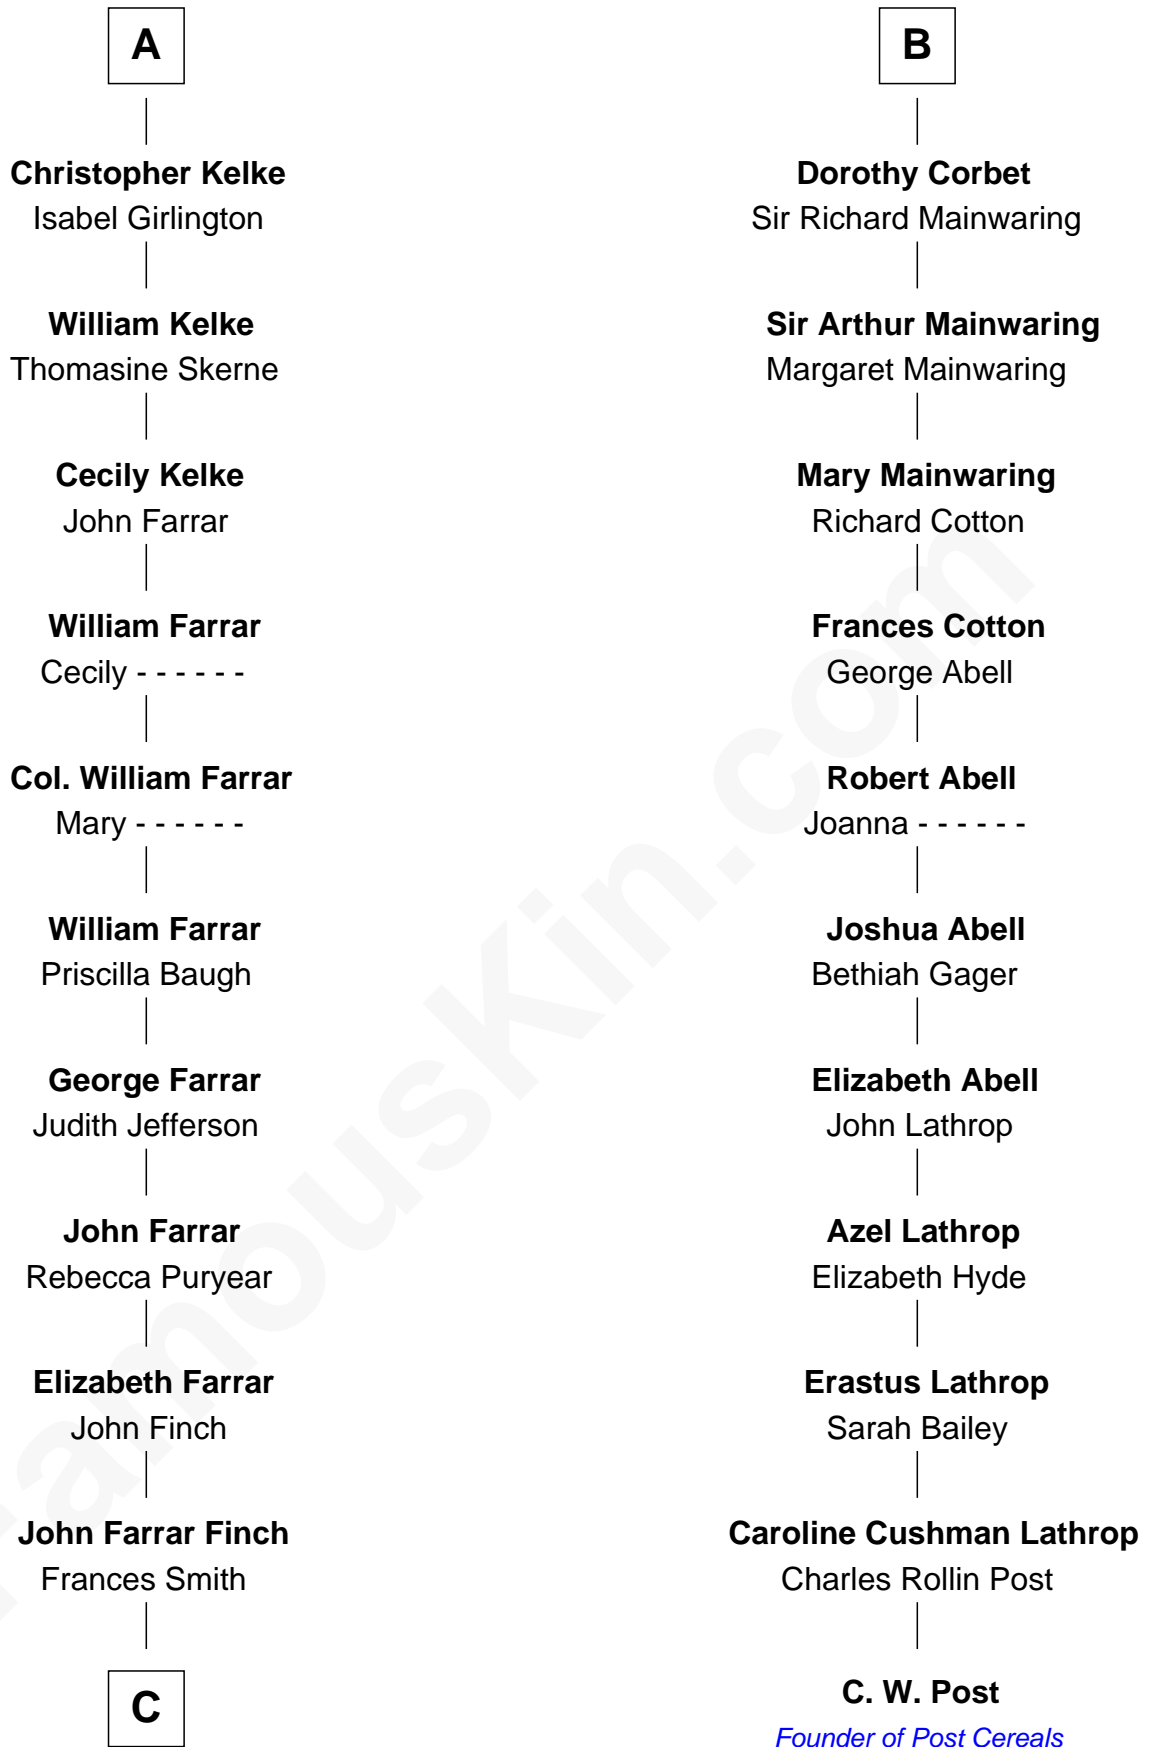 A
Christopher Kelke
Isabel Girlington
William Kelke
Thomasine Skerne
Cecily Kelke
John Farrar
William Farrar
Cecily - - - - - -
Col. William Farrar
Mary - - - - - -
William Farrar
Priscilla Baugh
George Farrar
Judith Jefferson
John Farrar
Rebecca Puryear
Elizabeth Farrar
John Finch
John Farrar Finch
Frances Smith
C
B
Dorothy Corbet
Sir Richard Mainwaring
Sir Arthur Mainwaring
Margaret Mainwaring
Mary Mainwaring
Richard Cotton
Frances Cotton
George Abell
Robert Abell
Joanna - - - - - -
Joshua Abell
Bethiah Gager
Elizabeth Abell
John Lathrop
Azel Lathrop
Elizabeth Hyde
Erastus Lathrop
Sarah Bailey
Caroline Cushman Lathrop
Charles Rollin Post
C. W. Post
Founder of Post Cereals
FamousKin.com